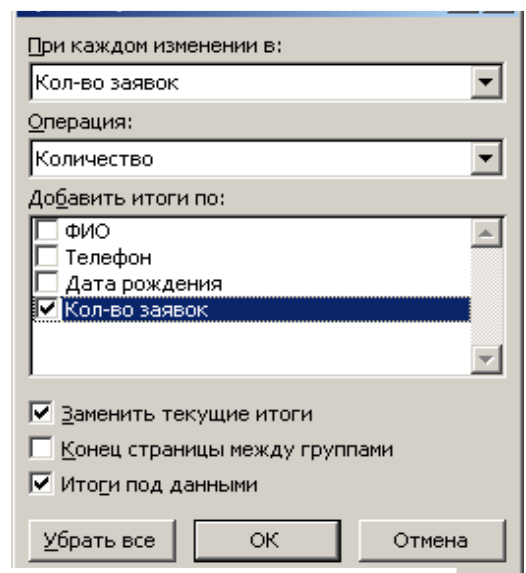 При каждом изменении в:
Кол-во заявок
Операция:
Количество
Добавить итоги по:
ФИО
Телефон
Дата рождения
Кол-во заявок
Заменить текущие итоги
Конец страницы между группами
Итоги под данными
Убрать все ОК Отмена